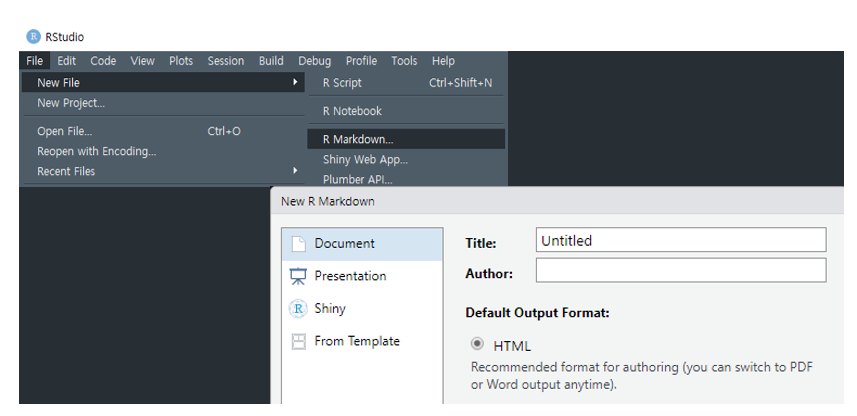 RStudio
File Edit Code View Plots Session Build Debug Profile Tools Help
New File
New Project...
Open File... Ctrl+O
Reopen with Encoding...
Recent Files
R Script Ctrl+Shift+N
R Notebook
R Markdown...
Shiny Web App...
Plumber API...
New R Markdown
Document
Presentation
Shiny
From Template
Title: Untitled
Author:
Default Output Format:
HTML
Recommended format for authoring (you can switch to PDF
or Word output anytime).